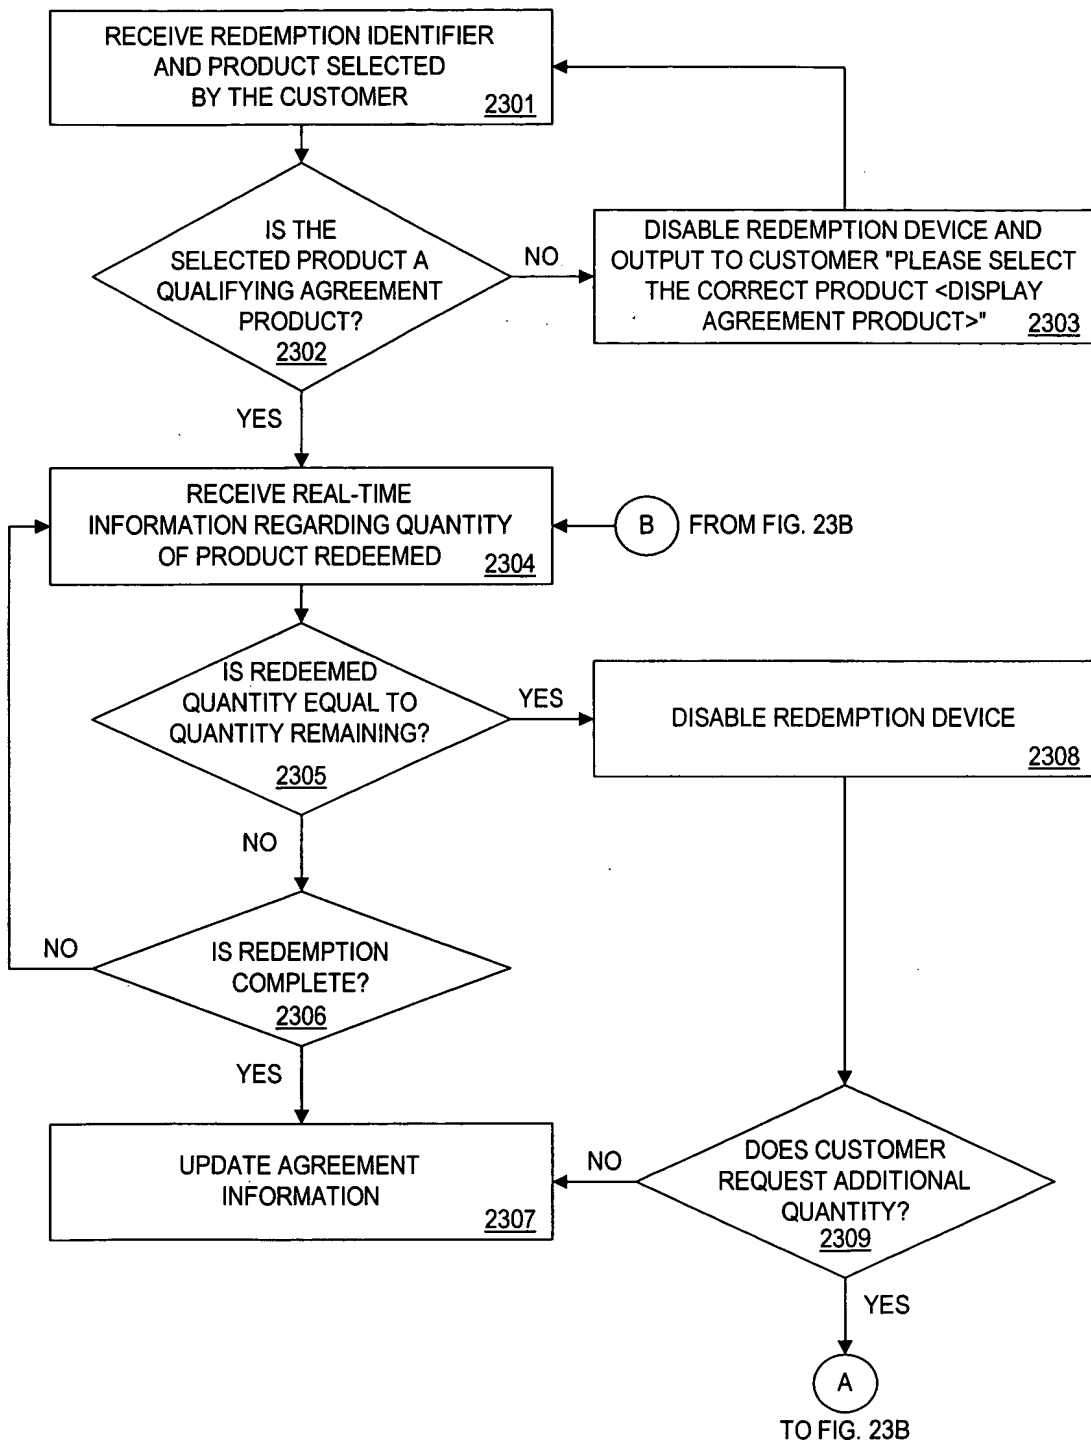 RECEIVE REDEMPTION IDENTIFIER
AND PRODUCT SELECTED
BY THE CUSTOMER
2301
IS THE
SELECTED PRODUCT A
QUALIFYING AGREEMENT
PRODUCT?
2302
NO
DISABLE REDEMPTION DEVICE AND
OUTPUT TO CUSTOMER "PLEASE SELECT
THE CORRECT PRODUCT <DISPLAY
AGREEMENT PRODUCT>"
2303
YES
RECEIVE REAL-TIME
INFORMATION REGARDING QUANTITY
OF PRODUCT REDEEMED
2304
B
FROM FIG. 23B
IS REDEEMED
QUANTITY EQUAL TO
QUANTITY REMAINING?
2305
YES
DISABLE REDEMPTION DEVICE
2308
NO
IS REDEMPTION
COMPLETE?
2306
NO
YES
UPDATE AGREEMENT
INFORMATION
2307
NO
DOES CUSTOMER
REQUEST ADDITIONAL
QUANTITY?
2309
YES
A
TO FIG. 23B